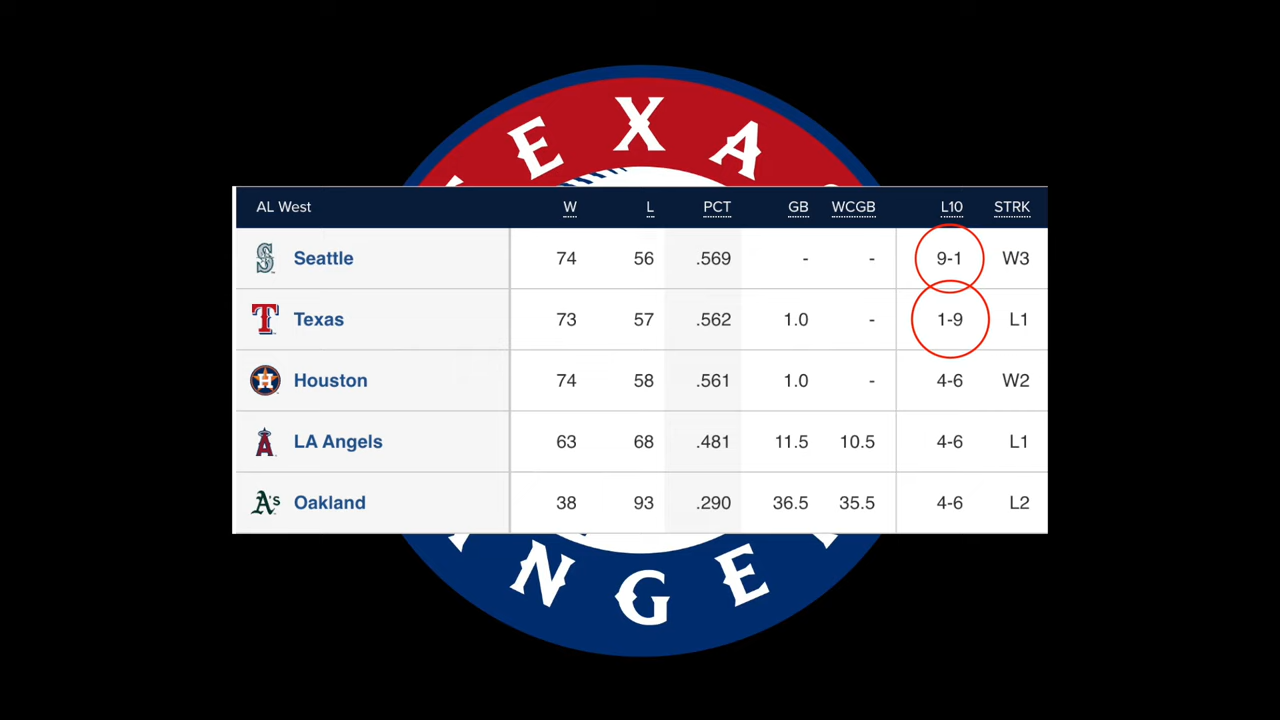 TEXAS
AL West W L PCT GB WCGB L10 STRK
Seattle 74 56 .569 - - 9-1 W3
T Texas 73 57 .562 1.0 - 1-9 L1
H Houston 74 58 .561 1.0 - 4-6 W2
A LA Angels 63 68 .481 11.5 10.5 4-6 L1
A's Oakland 38 93 .290 36.5 35.5 4-6 L2
NGE